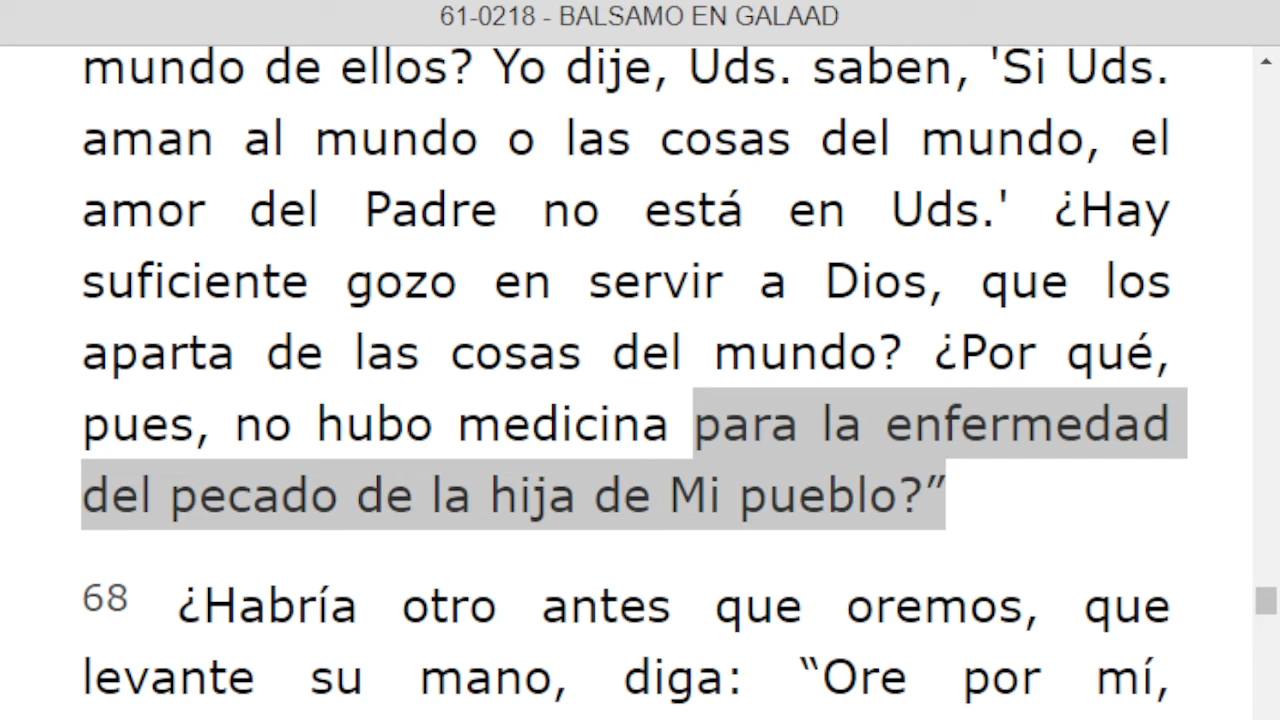 61-0218 - BALSAMO EN GALAAD
mundo de ellos? Yo dije, Uds. saben, 'Si Uds.
aman al mundo o las cosas del mundo, el
amor del Padre no está en Uds.' ¿Hay
suficiente gozo en servir a Dios, que los
aparta de las cosas del mundo? ¿Por qué,
pues, no hubo medicina para la enfermedad
del pecado de la hija de Mi pueblo?”
68 ¿Habría otro antes que oremos, que
levante su mano, diga: “Ore por mí,